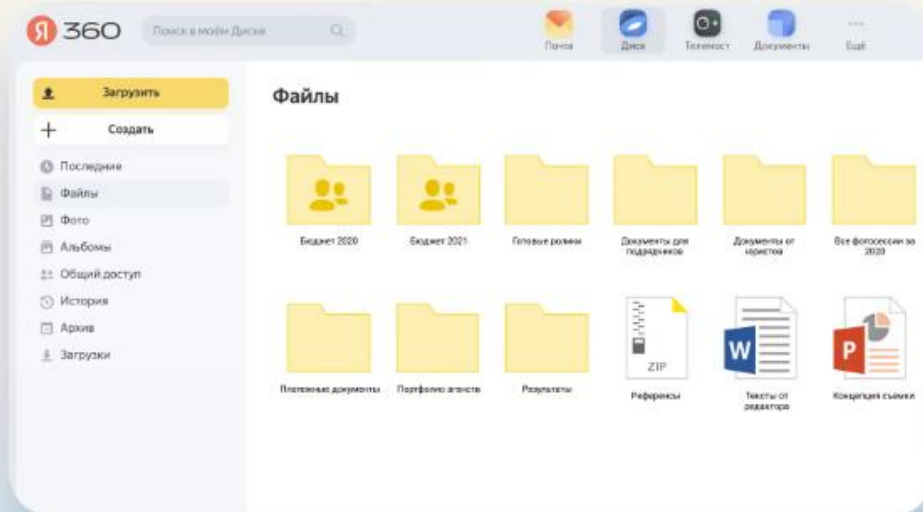 Я 360
Поиск в моём Диске
Почта
Диск
Телемост
Документы
Ещё
Загрузить
Создать
Последние
Файлы
Фото
Альбомы
Общий доступ
История
Архив
Загрузки
Файлы
Бюджет 2020
Бюджет 2021
Готовые ролики
Документы для
подрядчиков
Документы от
юристов
Все фотосессии за
2020
Платежные документы
Портфолио агенств
Результаты
ZIP
Референсы
W
Тексты от
редактора
P
Концепция съемки